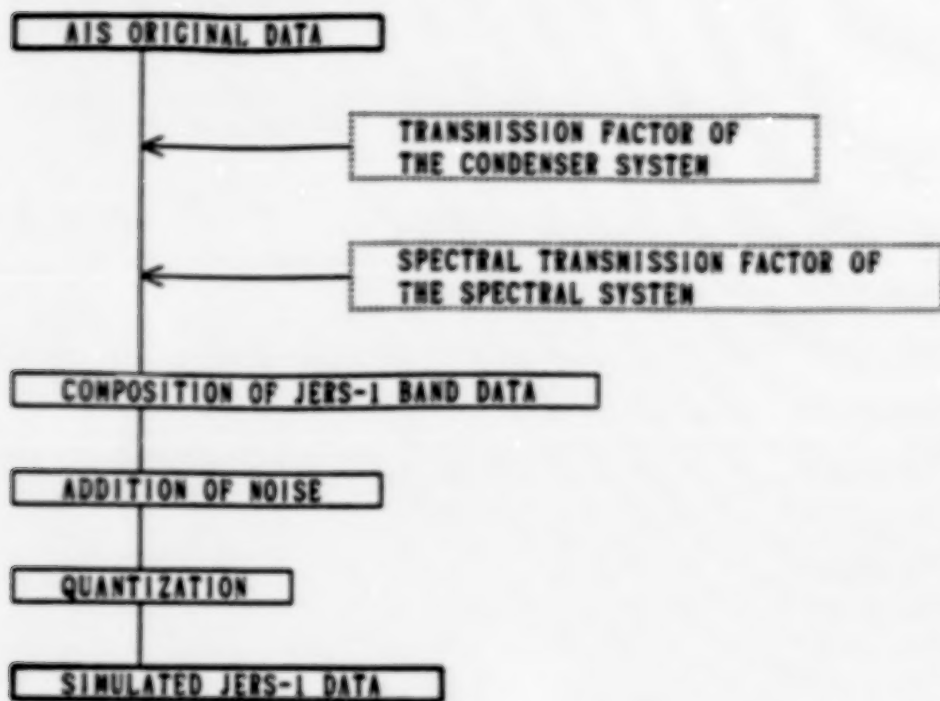 AIS ORIGINAL DATA
TRANSMISSION FACTOR OF
THE CONDENSER SYSTEM
SPECTRAL TRANSMISSION FACTOR OF
THE SPECTRAL SYSTEM
COMPOSITION OF JERS-1 BAND DATA
ADDITION OF NOISE
QUANTIZATION
SIMULATED JERS-1 DATA